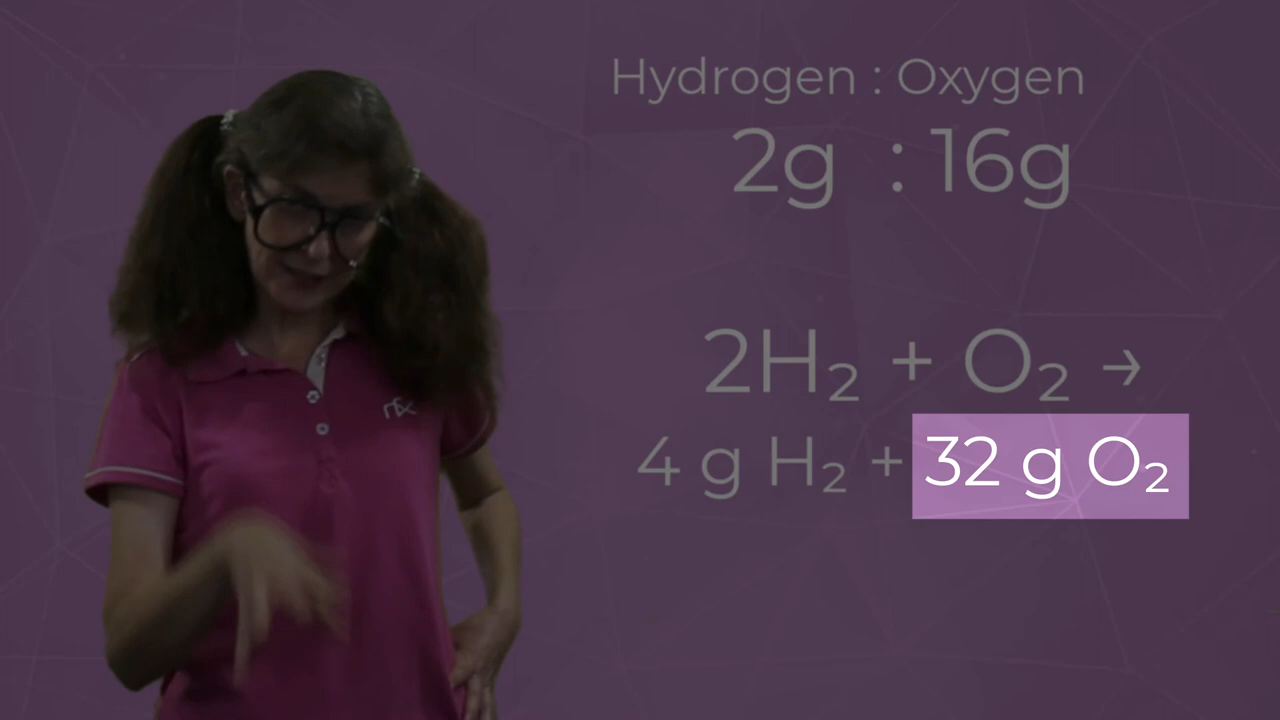 Hydrogen : Oxygen
2g : 16g
2H₂ + O₂ →
4 g H₂ + 32 g O₂